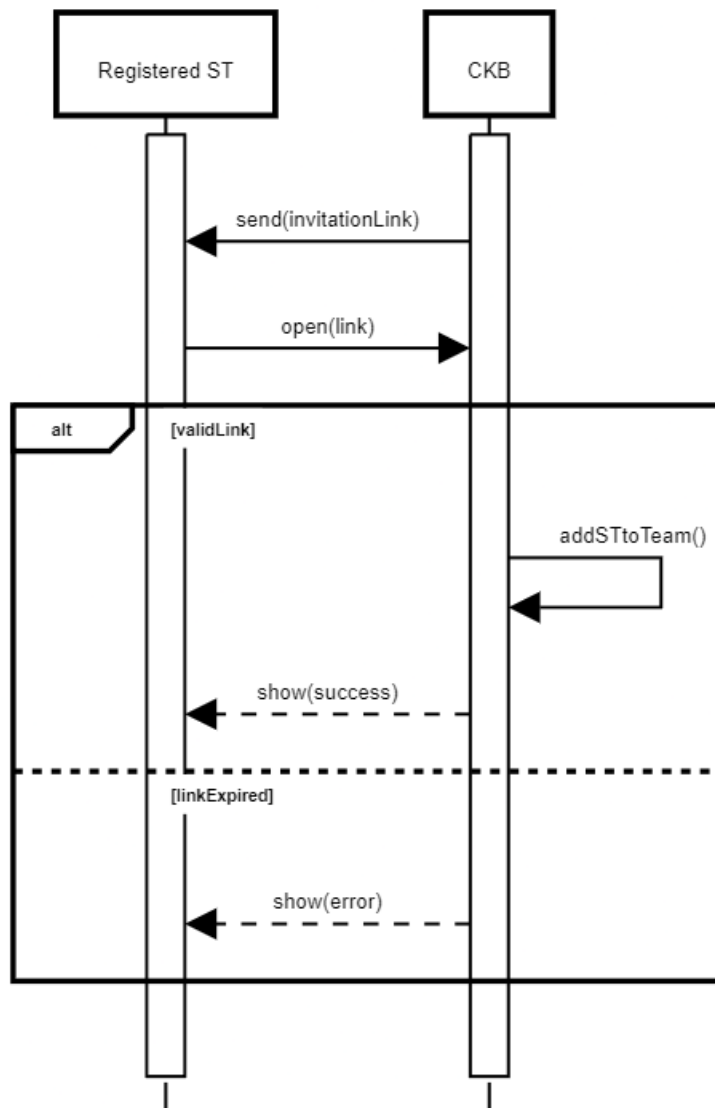 Registered ST
CKB
send(invitationLink)
open(link)
alt
[validLink]
addSTtoTeam()
show(success)
[linkExpired]
show(error)